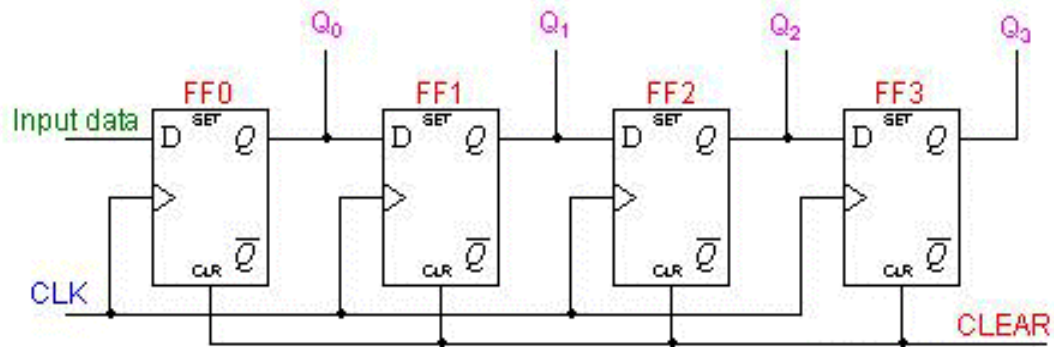 Q₀ Q₁ Q₂ Q₃
FF0 FF1 FF2 FF3
Input data
SET SET SET SET
D Q D Q D Q D Q
Q̅ Q̅ Q̅ Q̅
CLR CLR CLR CLR
CLK
CLEAR